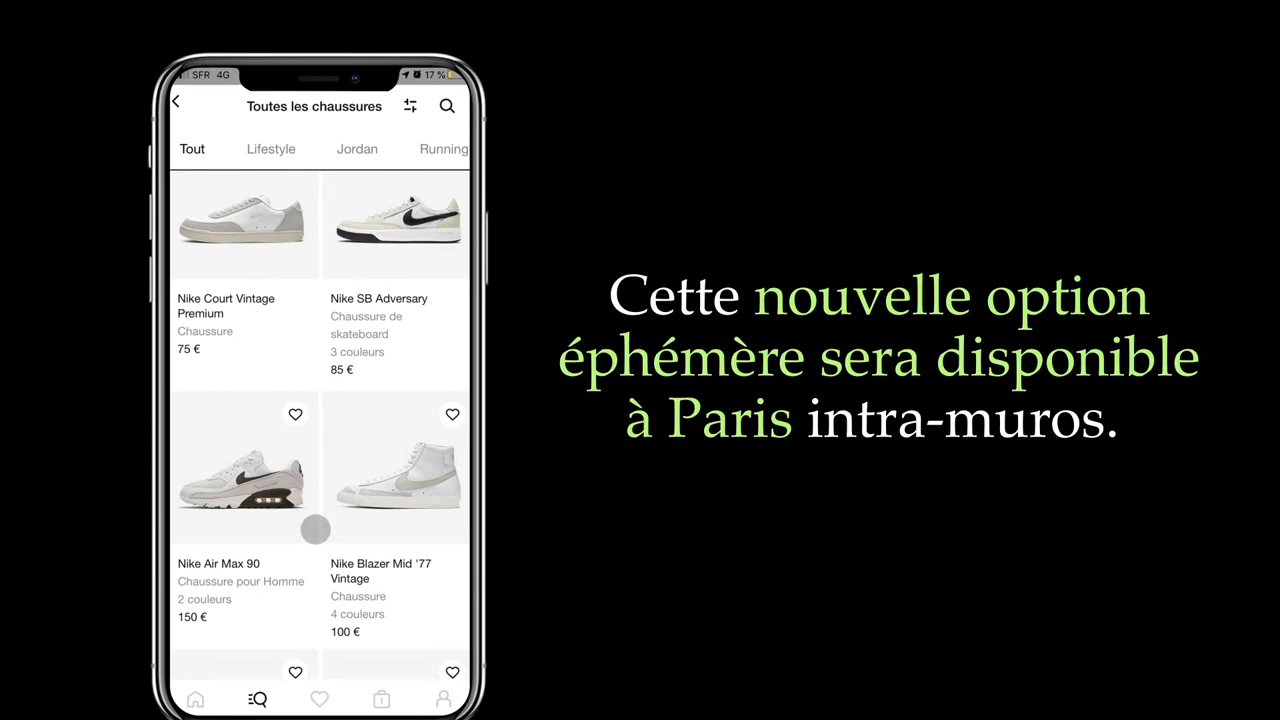 SFR 4G 17 %
Toutes les chaussures
Tout Lifestyle Jordan Running
Nike Court Vintage
Premium
Chaussure
75 €
Nike SB Adversary
Chaussure de
skateboard
3 couleurs
85 €
Nike Air Max 90
Chaussure pour Homme
2 couleurs
150 €
Nike Blazer Mid '77
Vintage
Chaussure
4 couleurs
100 €
1
Cette nouvelle option
éphémère sera disponible
à Paris intra-muros.